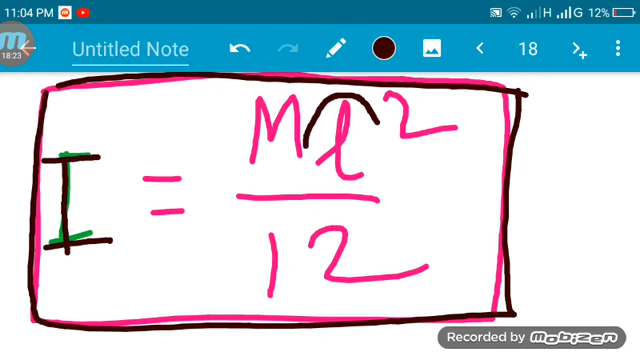 11:04 PM H G 12%
18:23 Untitled Note 18
I = Ml²
12
Recorded by mobizen